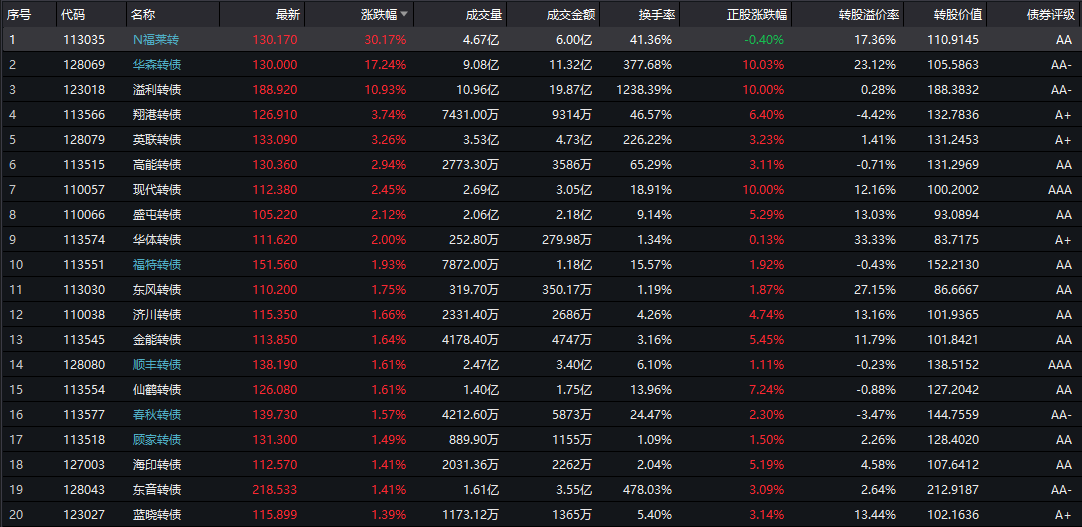 序号 代码 名称 最新 涨跌幅 成交量 成交金额 换手率 正股涨跌幅 转股溢价率 转股价值 债券评级
1 113035 N福莱转 130.170 30.17% 4.67亿 6.00亿 41.36% -0.40% 17.36% 110.9145 AA
2 128069 华森转债 130.000 17.24% 9.08亿 11.32亿 377.68% 10.03% 23.12% 105.5863 AA-
3 123018 溢利转债 188.920 10.93% 10.96亿 19.87亿 1238.39% 10.00% 0.28% 188.3832 AA-
4 113566 翔港转债 126.910 3.74% 7431.00万 9314万 46.57% 6.40% -4.42% 132.7836 A+
5 128079 英联转债 133.090 3.26% 3.53亿 4.73亿 226.22% 3.23% 1.41% 131.2453 A+
6 113515 高能转债 130.360 2.94% 2773.30万 3586万 65.29% 3.11% -0.71% 131.2969 AA
7 110057 现代转债 112.380 2.45% 2.69亿 3.05亿 18.91% 10.00% 12.16% 100.2002 AAA
8 110066 盛屯转债 105.220 2.12% 2.06亿 2.18亿 9.14% 5.29% 13.03% 93.0894 AA
9 113574 华体转债 111.620 2.00% 252.80万 279.98万 1.34% 0.13% 33.33% 83.7175 A+
10 113551 福特转债 151.560 1.93% 7872.00万 1.18亿 15.57% 1.92% -0.43% 152.2130 AA
11 113030 东风转债 110.200 1.75% 319.70万 350.17万 1.19% 1.87% 27.15% 86.6667 AA
12 110038 济川转债 115.350 1.66% 2331.40万 2686万 4.26% 4.74% 13.16% 101.9365 AA
13 113545 金能转债 113.850 1.64% 4178.40万 4747万 3.16% 5.45% 11.79% 101.8421 AA
14 128080 顺丰转债 138.190 1.61% 2.47亿 3.40亿 6.10% 1.11% -0.23% 138.5152 AAA
15 113554 仙鹤转债 126.080 1.61% 1.40亿 1.75亿 13.96% 7.24% -0.88% 127.2042 AA
16 113577 春秋转债 139.730 1.57% 4212.60万 5873万 24.47% 2.30% -3.47% 144.7559 AA-
17 113518 顾家转债 131.300 1.49% 889.90万 1155万 1.09% 1.50% 2.26% 128.4020 AA
18 127003 海印转债 112.570 1.41% 2031.36万 2262万 2.04% 5.19% 4.58% 107.6412 AA
19 128043 东音转债 218.533 1.41% 1.61亿 3.55亿 478.03% 3.09% 2.64% 212.9187 AA-
20 123027 蓝晓转债 115.899 1.39% 1173.12万 1365万 5.40% 3.14% 13.44% 102.1636 A+